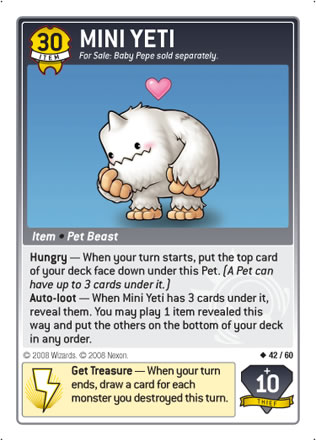 30
ITEM
MINI YETI
For Sale: Baby Pepe sold separately.
Item • Pet Beast
Hungry — When your turn starts, put the top card
of your deck face down under this Pet. (A Pet can
have up to 3 cards under it.)
Auto-loot — When Mini Yeti has 3 cards under it,
reveal them. You may play 1 item revealed this
way and put the others on the bottom of your deck
in any order.
© 2008 Wizards. © 2008 Nexon.
◆ 42 / 60
Get Treasure — When your turn
ends, draw a card for each
monster you destroyed this turn.
+
10
THIEF